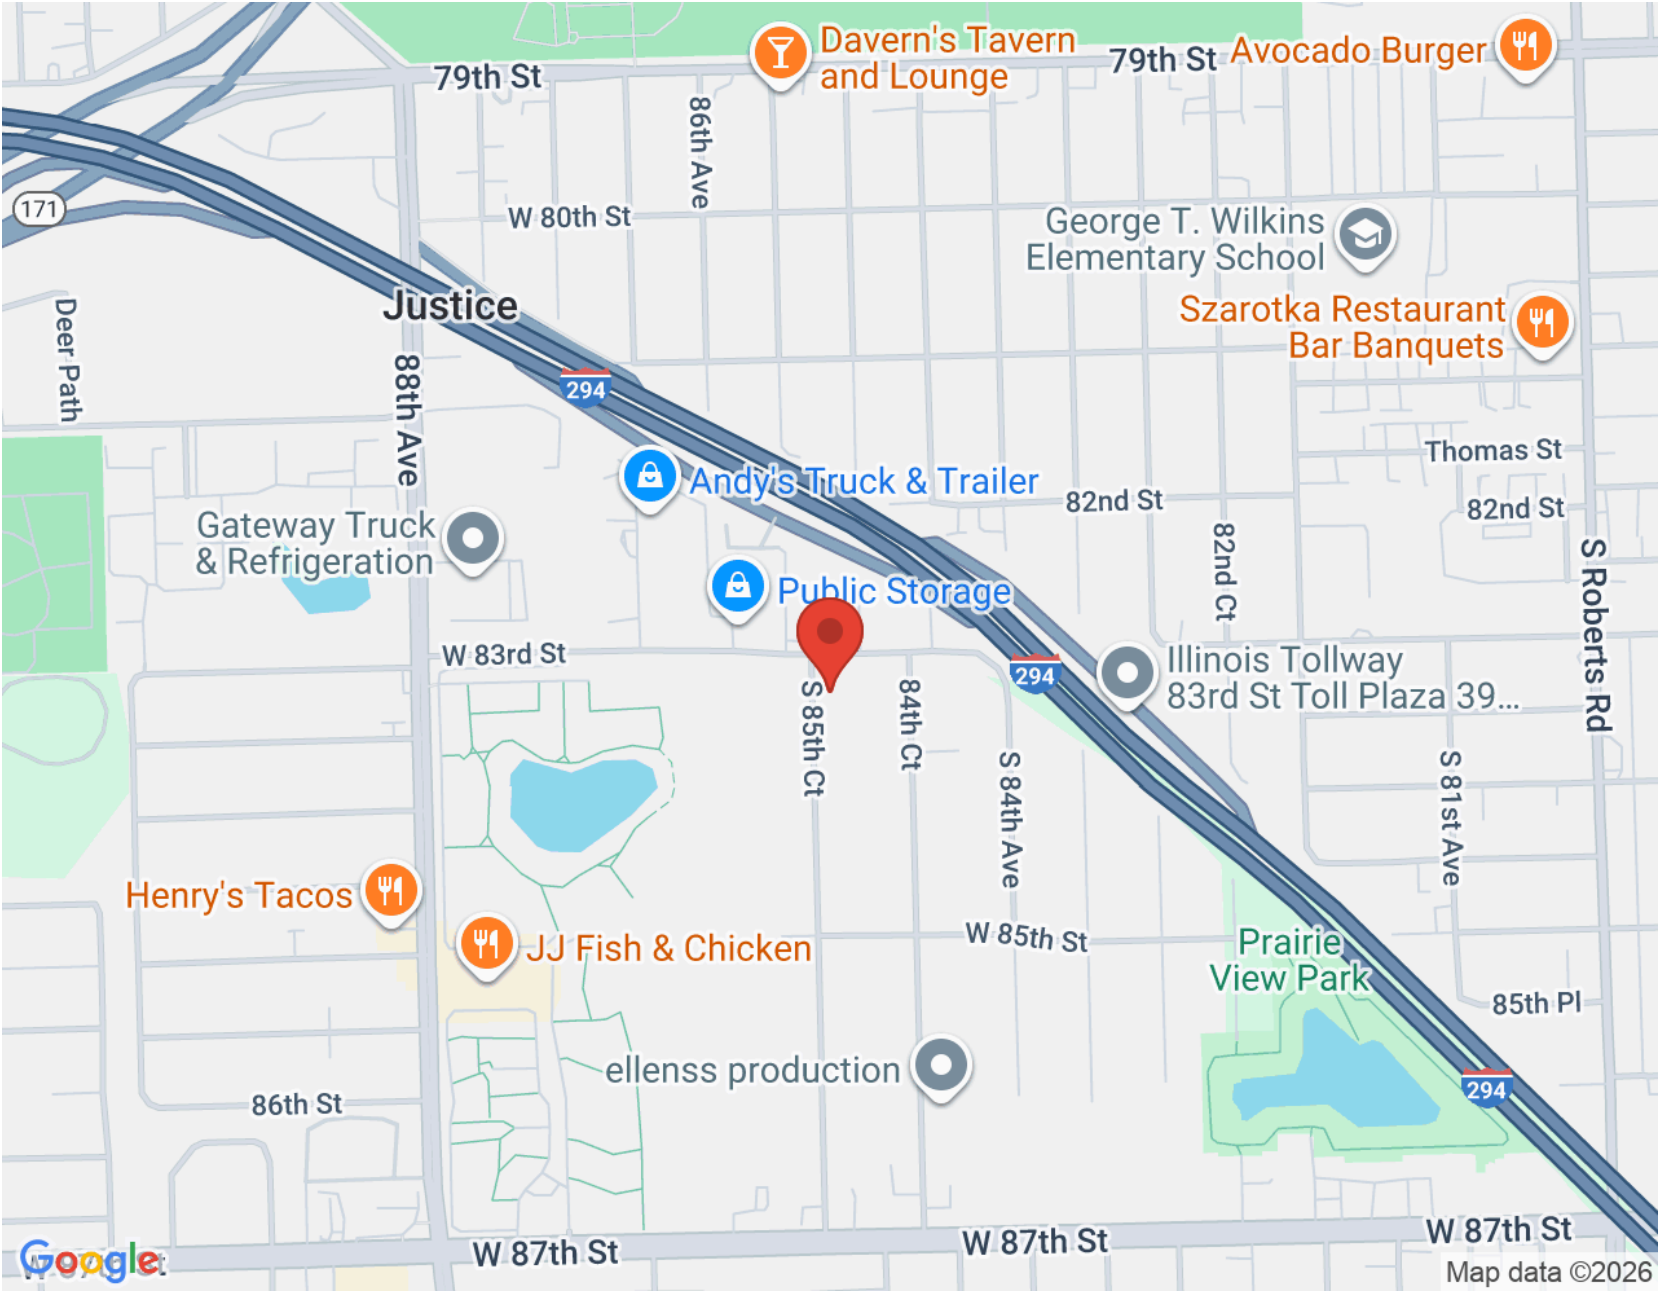 Davern's Tavern
and Lounge
79th St
Avocado Burger
79th St
86th Ave
171
W 80th St
George T. Wilkins
Elementary School
Deer Path
Justice
Szarotka Restaurant
Bar Banquets
88th Ave
294
Thomas St
Andy's Truck & Trailer
82nd St
82nd St
Gateway Truck
& Refrigeration
82nd Ct
S Roberts Rd
Public Storage
W 83rd St
294
Illinois Tollway
83rd St Toll Plaza 39...
S 85th Ct
84th Ct
S 84th Ave
S 81st Ave
Henry's Tacos
JJ Fish & Chicken
W 85th St
Prairie
View Park
85th Pl
ellenss production
294
86th St
W 87th St
W 87th St
W 87th St
W 87th St
Google
Map data ©2026